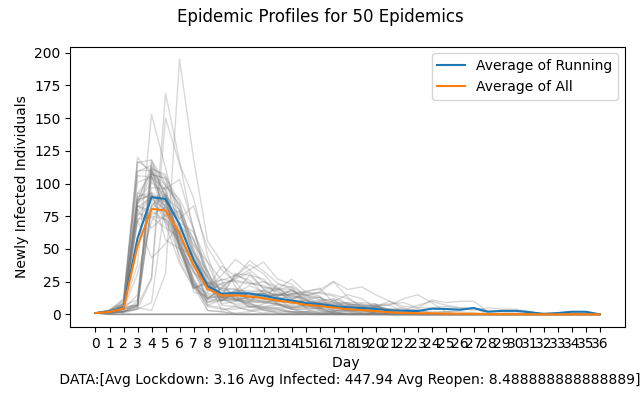 Epidemic Profiles for 50 Epidemics
200
175
150
125
100
75
50
25
0
Newly Infected Individuals
Average of Running
Average of All
0 1 2 3 4 5 6 7 8 9 10 11 12 13 14 15 16 17 18 19 20 21 22 23 24 25 26 27 28 29 30 31 32 33 34 35 36
Day
DATA:[Avg Lockdown: 3.16 Avg Infected: 447.94 Avg Reopen: 8.488888888888889]